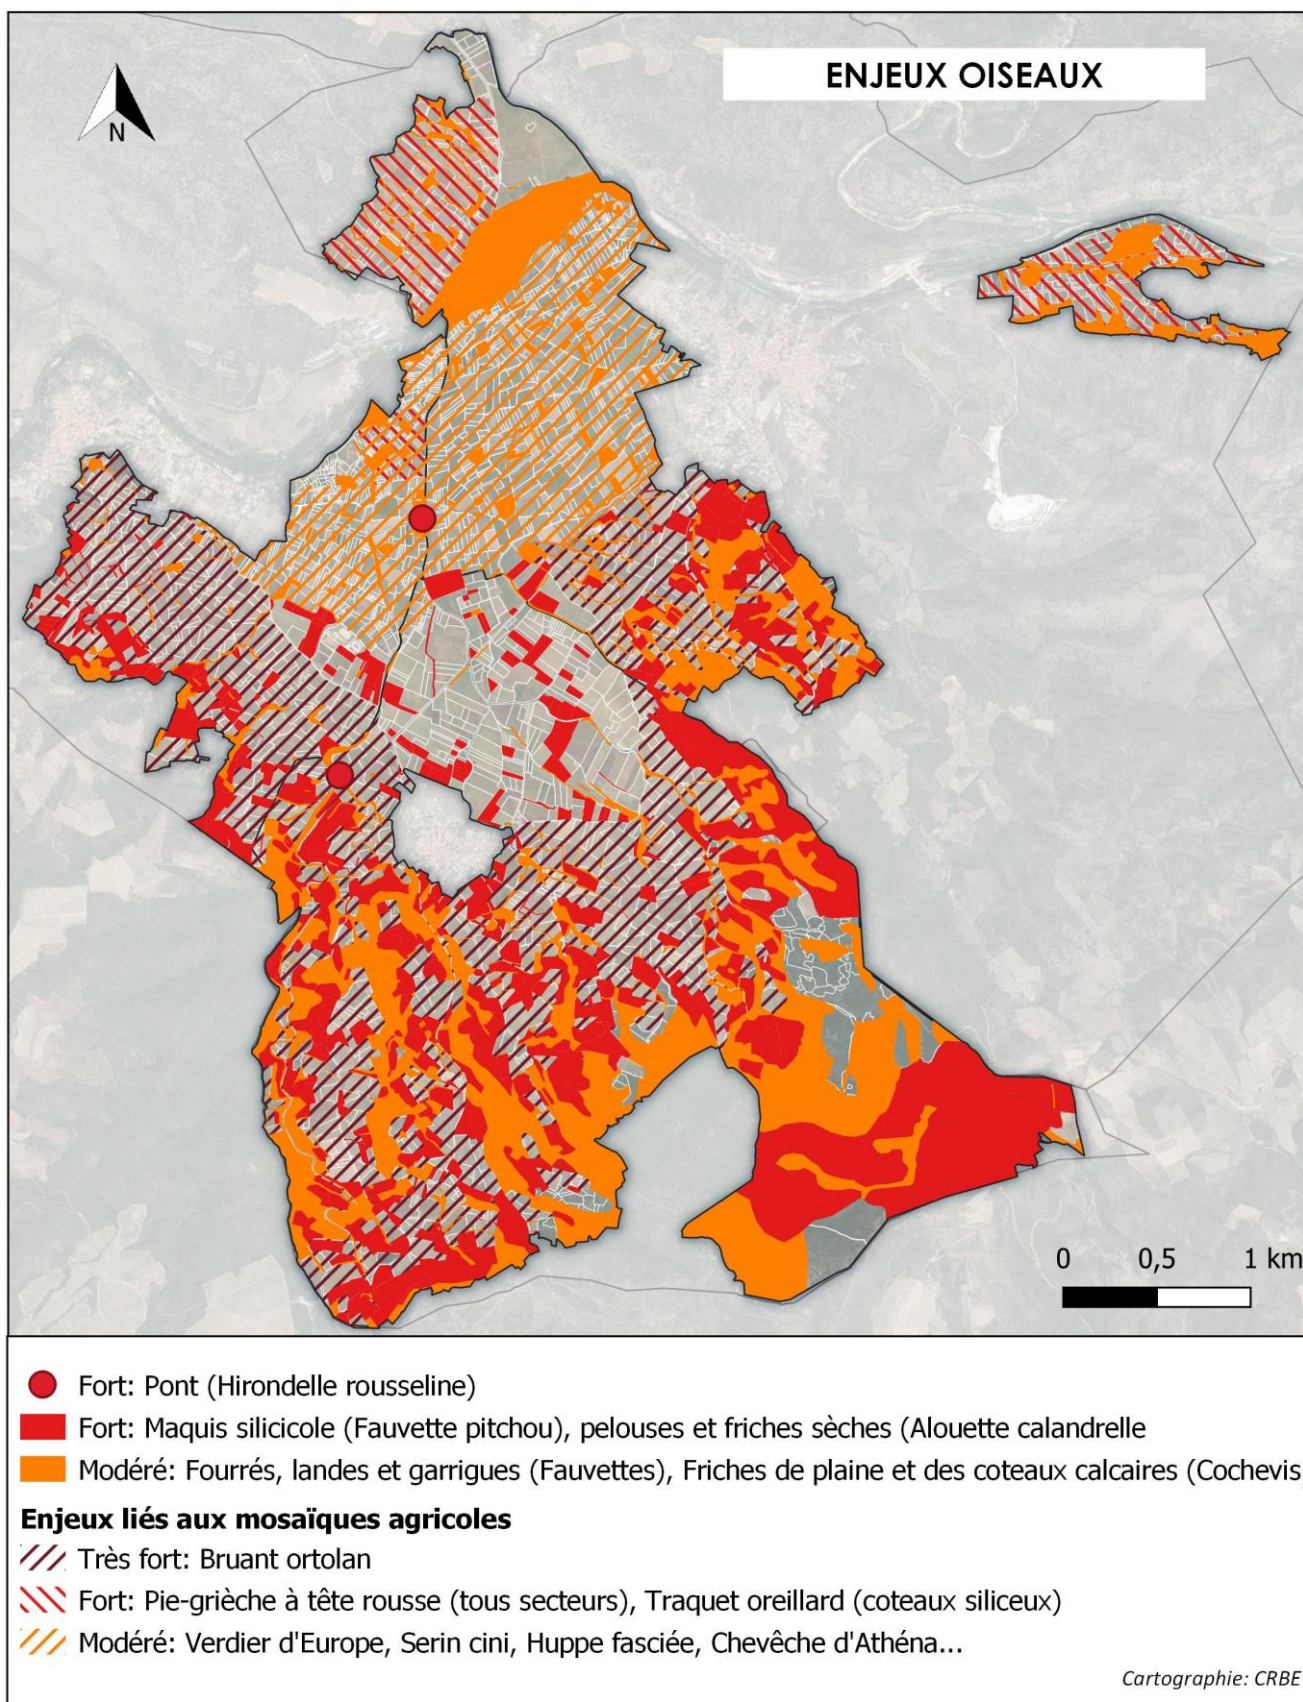 ENJEUX OISEAUX
N
0 0,5 1 km
Fort: Pont (Hirondelle rousseline)
Fort: Maquis silicicole (Fauvette pitchou), pelouses et friches sèches (Alouette calandrelle
Modéré: Fourrés, landes et garrigues (Fauvettes), Friches de plaine et des coteaux calcaires (Cochevis
Enjeux liés aux mosaïques agricoles
Très fort: Bruant ortolan
Fort: Pie-grièche à tête rousse (tous secteurs), Traquet oreillard (coteaux siliceux)
Modéré: Verdier d'Europe, Serin cini, Huppe fasciée, Chevêche d'Athéna...
Cartographie: CRBE